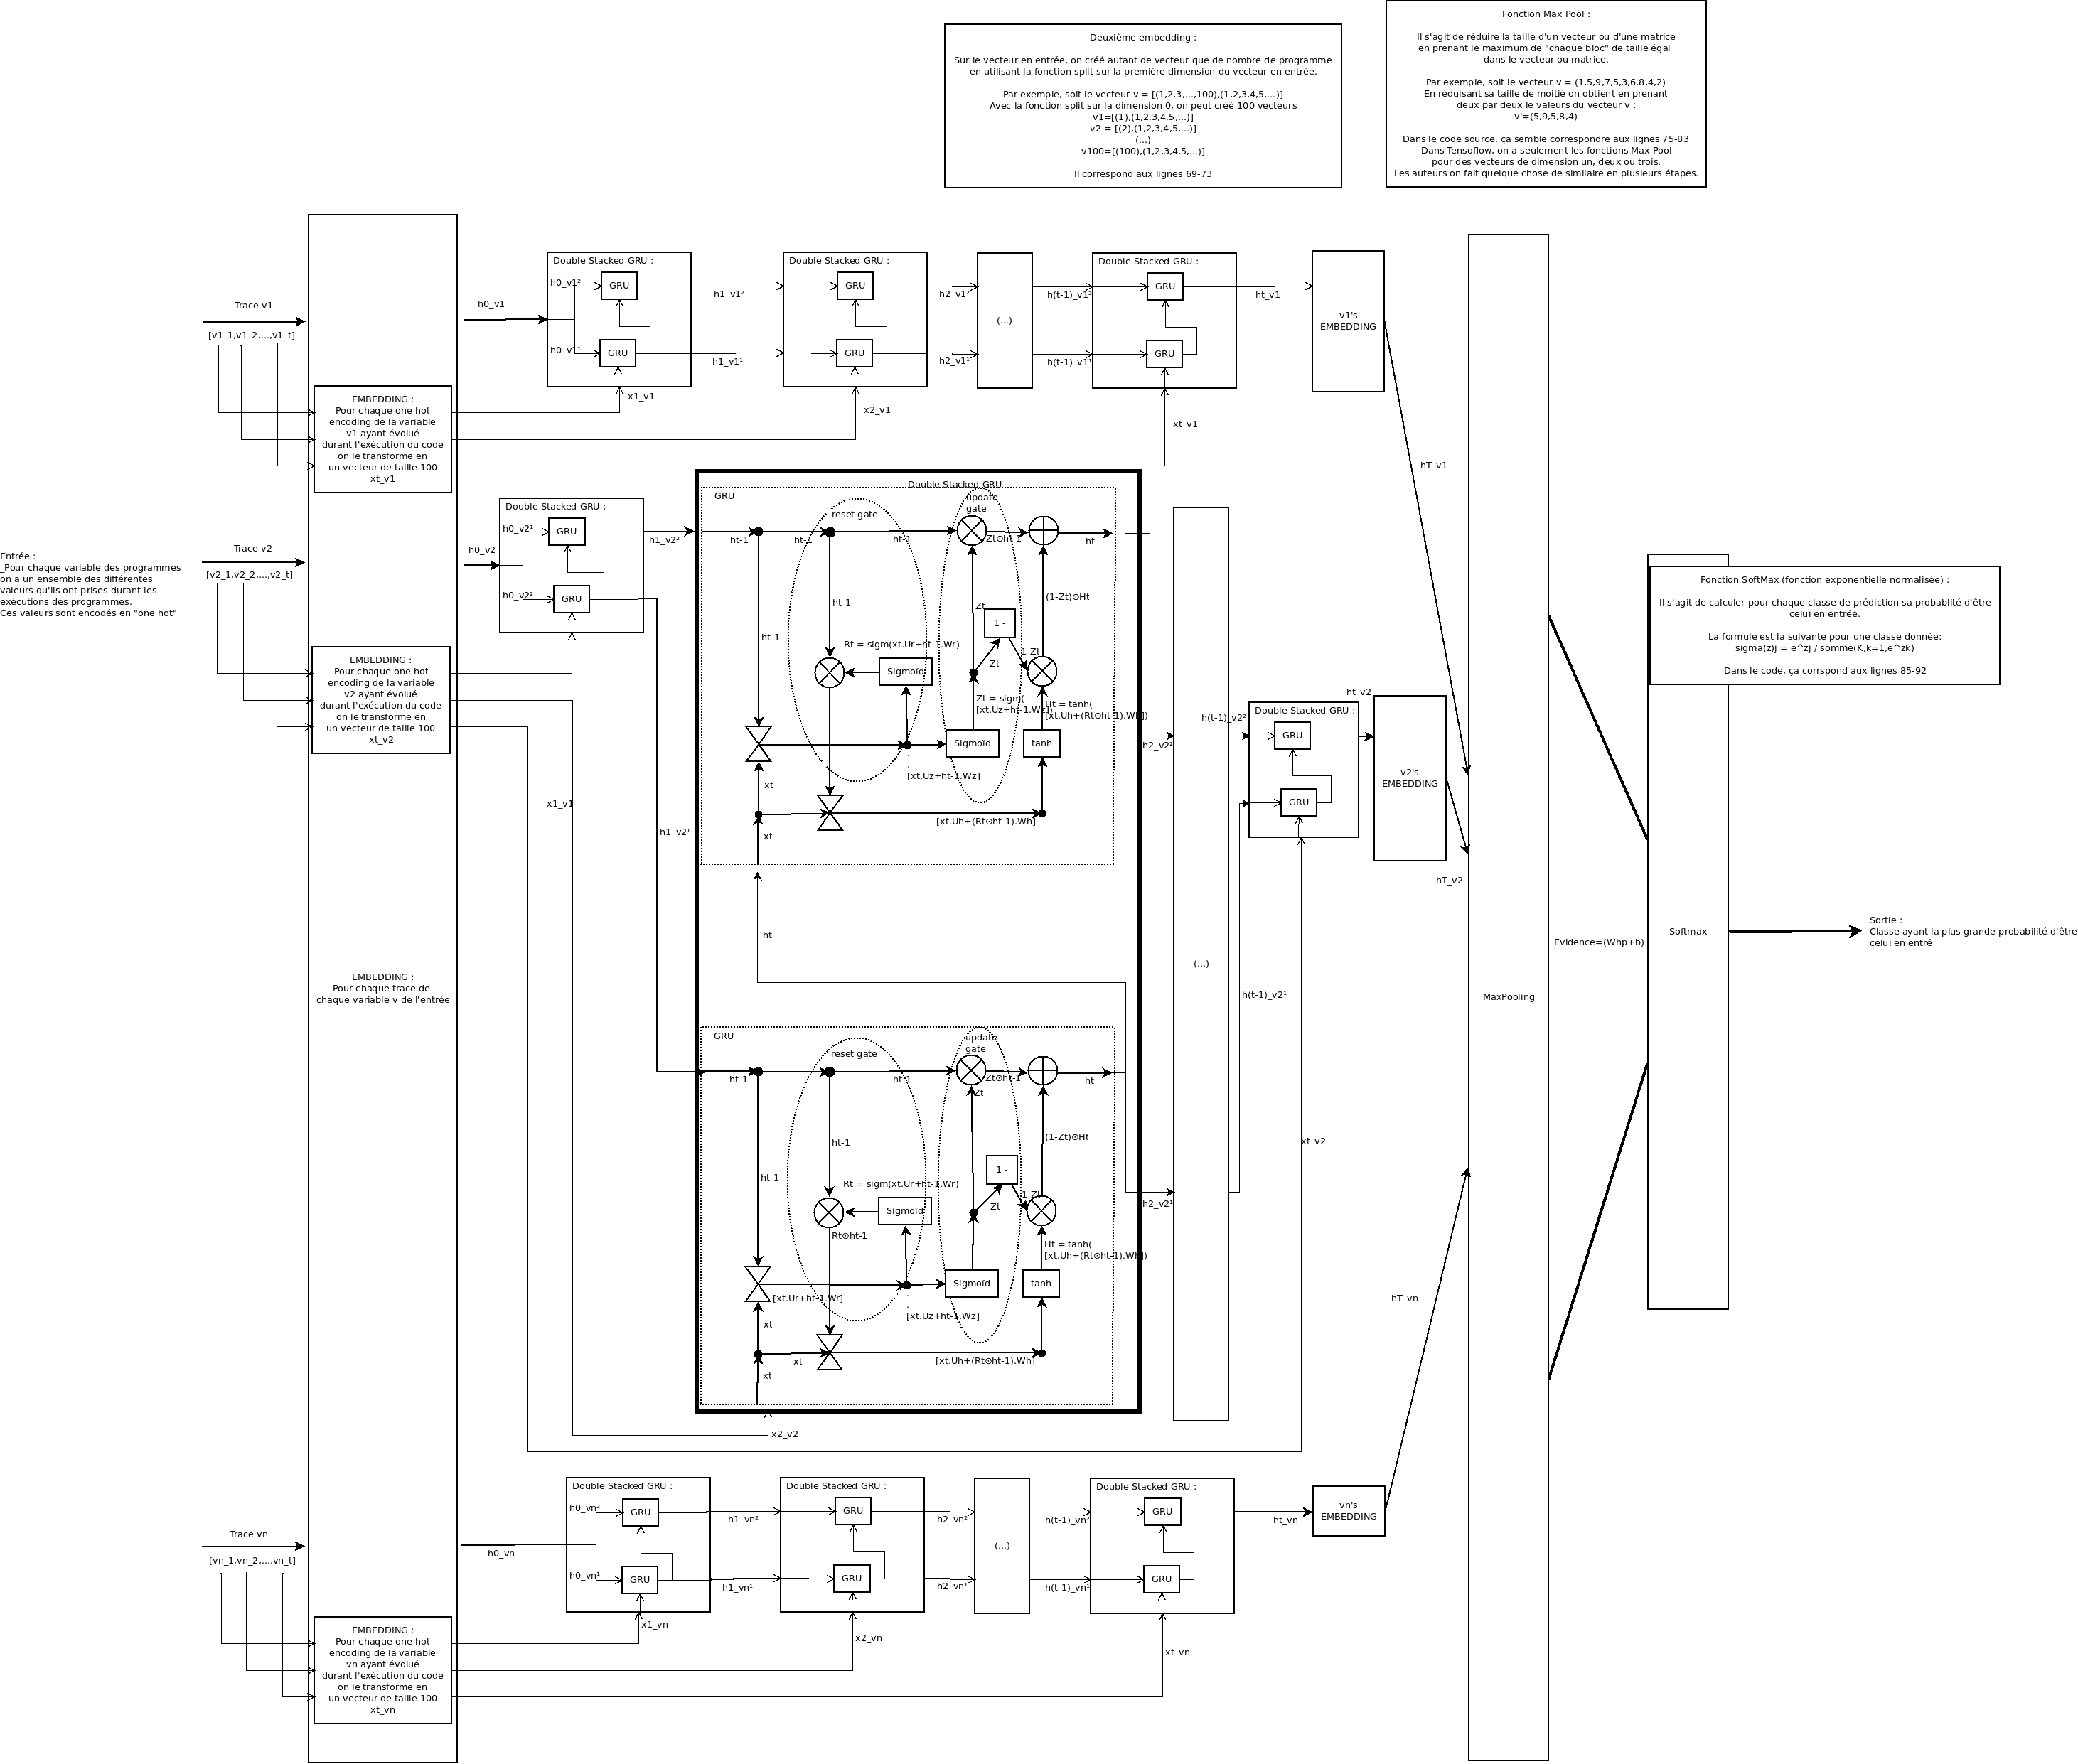 Deuxième embedding :
Sur le vecteur en entrée, on créé autant de vecteur que de nombre de programme
en utilisant la fonction split sur la première dimension du vecteur en entrée.
Par exemple, soit le vecteur v = [(1,2,3,...,100),(1,2,3,4,5,...)]
Avec la fonction split sur la dimension 0, on peut créé 100 vecteurs
v1=[(1),(1,2,3,4,5,...)]
v2 = [(2),(1,2,3,4,5,...)]
(...)
v100=[(100),(1,2,3,4,5,...)]
Il correspond aux lignes 69-73
Fonction Max Pool :
Il s'agit de réduire la taille d'un vecteur ou d'une matrice
en prenant le maximum de "chaque bloc" de taille égal
dans le vecteur ou matrice.
Par exemple, soit le vecteur v = (1,5,9,7,5,3,6,8,4,2)
En réduisant sa taille de moitié on obtient en prenant
deux par deux le valeurs du vecteur v :
v'=(5,9,5,8,4)
Dans le code source, ça semble correspondre aux lignes 75-83
Dans Tensoflow, on a seulement les fonctions Max Pool
pour des vecteurs de dimension un, deux ou trois.
Les auteurs on fait quelque chose de similaire en plusieurs étapes.
Trace v1
[v1_1,v1_2,...,v1_t]
EMBEDDING :
Pour chaque one hot
encoding de la variable
v1 ayant évolué
durant l'exécution du code
on le transforme en
un vecteur de taille 100
xt_v1
h0_v1
Double Stacked GRU :
h0_v1²
GRU
h0_v1¹
GRU
x1_v1
h1_v1²
h1_v1¹
Double Stacked GRU :
GRU
GRU
x2_v1
h2_v1²
h2_v1¹
(...)
h(t-1)_v1²
h(t-1)_v1¹
Double Stacked GRU :
GRU
GRU
xt_v1
ht_v1
v1's
EMBEDDING
hT_v1
Entrée :
_Pour chaque variable des programmes
on a un ensemble des différentes
valeurs qu'ils ont prises durant les
exécutions des programmes.
Ces valeurs sont encodés en "one hot"
Trace v2
[v2_1,v2_2,...,v2_t]
EMBEDDING :
Pour chaque one hot
encoding de la variable
v2 ayant évolué
durant l'exécution du code
on le transforme en
un vecteur de taille 100
xt_v2
EMBEDDING :
Pour chaque trace de
chaque variable v de l'entrée
h0_v2
Double Stacked GRU :
h0_v2¹
GRU
h0_v2²
GRU
x1_v1
h1_v2²
h1_v2¹
Double Stacked GRU
GRU
reset gate
update
gate
ht-1
ht-1
ht-1
Zt⊙ht-1
ht
ht-1
ht-1
Zt
1 -
(1-Zt)⊙Ht
Rt = sigm(xt.Ur+ht-1.Wr)
Sigmoïd
Zt
1-Zt
Zt = sigm(
[xt.Uz+ht-1.Wz])
Ht = tanh(
[xt.Uh+(Rt⊙ht-1).Wh])
Sigmoïd
tanh
[xt.Uz+ht-1.Wz]
xt
xt
[xt.Uh+(Rt⊙ht-1).Wh]
ht
GRU
reset gate
update
gate
ht-1
ht-1
Zt⊙ht-1
ht
Zt
ht-1
ht-1
(1-Zt)⊙Ht
1 -
Rt = sigm(xt.Ur+ht-1.Wr)
Sigmoïd
Zt
1-Zt
Rt⊙ht-1
Ht = tanh(
[xt.Uh+(Rt⊙ht-1).Wh])
Sigmoïd
tanh
[xt.Ur+ht-1.Wr]
[xt.Uz+ht-1.Wz]
xt
xt
xt
[xt.Uh+(Rt⊙ht-1).Wh]
x2_v2
h2_v2²
h2_v2¹
(...)
h(t-1)_v2²
h(t-1)_v2¹
Double Stacked GRU :
GRU
GRU
xt_v2
ht_v2
v2's
EMBEDDING
hT_v2
MaxPooling
Evidence=(Whp+b)
Softmax
Fonction SoftMax (fonction exponentielle normalisée) :
Il s'agit de calculer pour chaque classe de prédiction sa probablité d'être
celui en entrée.
La formule est la suivante pour une classe donnée:
sigma(z)j = e^zj / somme(K,k=1,e^zk)
Dans le code, ça corrspond aux lignes 85-92
Sortie :
Classe ayant la plus grande probabilité d'être
celui en entré
Trace vn
[vn_1,vn_2,...,vn_t]
EMBEDDING :
Pour chaque one hot
encoding de la variable
vn ayant évolué
durant l'exécution du code
on le transforme en
un vecteur de taille 100
xt_vn
h0_vn
Double Stacked GRU :
h0_vn²
GRU
h0_vn¹
GRU
x1_vn
h1_vn²
h1_vn¹
Double Stacked GRU :
GRU
GRU
x2_vn
h2_vn²
h2_vn¹
(...)
h(t-1)_vn²
h(t-1)_vn¹
Double Stacked GRU :
GRU
GRU
xt_vn
ht_vn
vn's
EMBEDDING
hT_vn